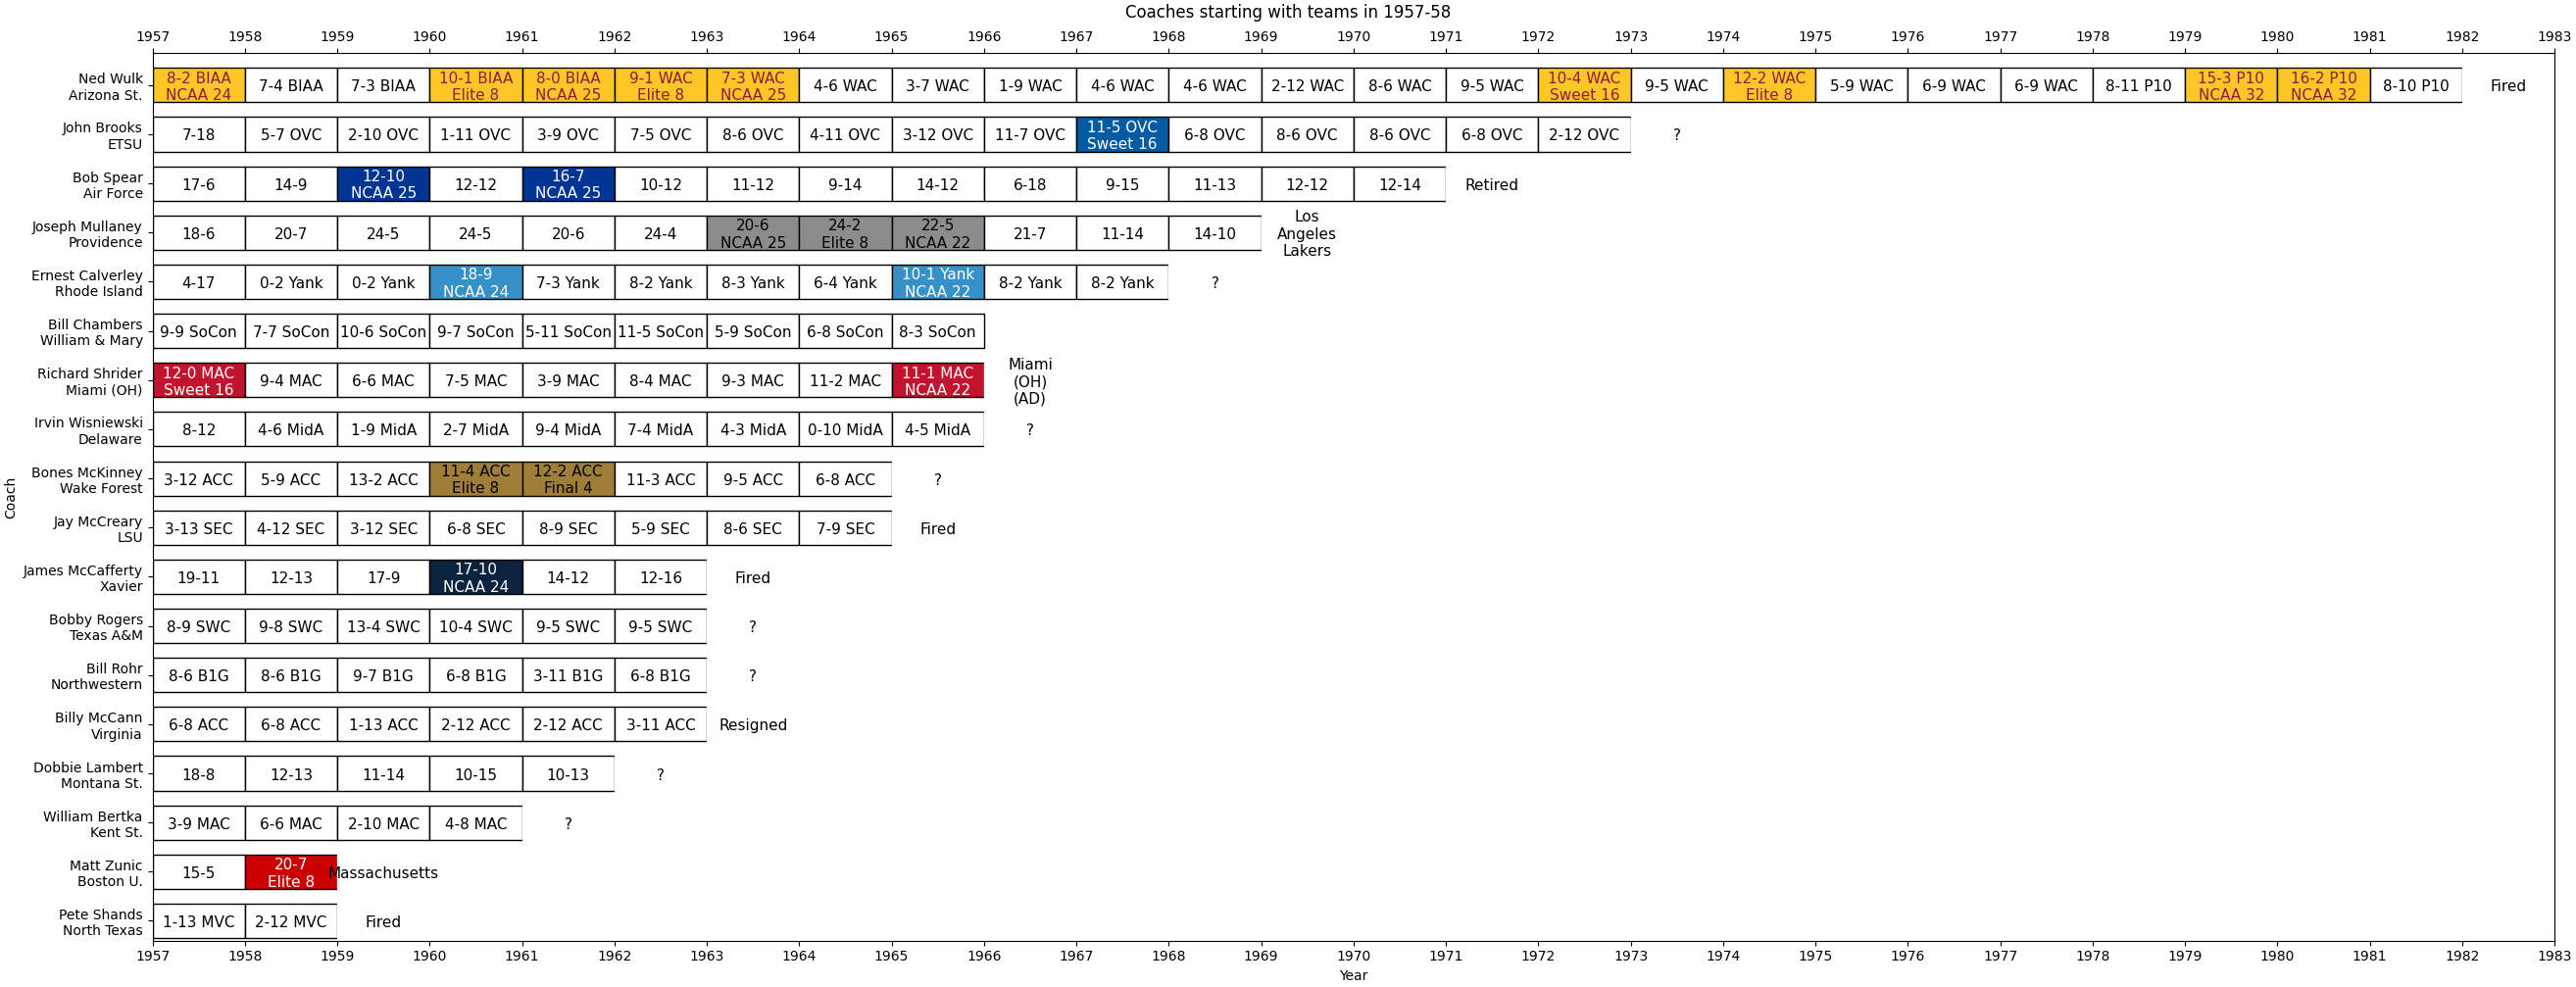 Coaches starting with teams in 1957-58
1957 1958 1959 1960 1961 1962 1963 1964 1965 1966 1967 1968 1969 1970 1971 1972 1973 1974 1975 1976 1977 1978 1979 1980 1981 1982 1983
Ned Wulk
Arizona St.
8-2 BIAA
NCAA 24
7-4 BIAA
7-3 BIAA
10-1 BIAA
Elite 8
8-0 BIAA
NCAA 25
9-1 WAC
Elite 8
7-3 WAC
NCAA 25
4-6 WAC
3-7 WAC
1-9 WAC
4-6 WAC
4-6 WAC
2-12 WAC
8-6 WAC
9-5 WAC
10-4 WAC
Sweet 16
9-5 WAC
12-2 WAC
Elite 8
5-9 WAC
6-9 WAC
6-9 WAC
8-11 P10
15-3 P10
NCAA 32
16-2 P10
NCAA 32
8-10 P10
Fired
John Brooks
ETSU
7-18
5-7 OVC
2-10 OVC
1-11 OVC
3-9 OVC
7-5 OVC
8-6 OVC
4-11 OVC
3-12 OVC
11-7 OVC
11-5 OVC
Sweet 16
6-8 OVC
8-6 OVC
8-6 OVC
6-8 OVC
2-12 OVC
?
Bob Spear
Air Force
17-6
14-9
12-10
NCAA 25
12-12
16-7
NCAA 25
10-12
11-12
9-14
14-12
6-18
9-15
11-13
12-12
12-14
Retired
Joseph Mullaney
Providence
18-6
20-7
24-5
24-5
20-6
24-4
20-6
NCAA 25
24-2
Elite 8
22-5
NCAA 22
21-7
11-14
14-10
Los
Angeles
Lakers
Ernest Calverley
Rhode Island
4-17
0-2 Yank
0-2 Yank
18-9
NCAA 24
7-3 Yank
8-2 Yank
8-3 Yank
6-4 Yank
10-1 Yank
NCAA 22
8-2 Yank
8-2 Yank
?
Bill Chambers
William & Mary
9-9 SoCon
7-7 SoCon
10-6 SoCon
9-7 SoCon
5-11 SoCon
11-5 SoCon
5-9 SoCon
6-8 SoCon
8-3 SoCon
Richard Shrider
Miami (OH)
12-0 MAC
Sweet 16
9-4 MAC
6-6 MAC
7-5 MAC
3-9 MAC
8-4 MAC
9-3 MAC
11-2 MAC
11-1 MAC
NCAA 22
Miami
(OH)
(AD)
Irvin Wisniewski
Delaware
8-12
4-6 MidA
1-9 MidA
2-7 MidA
9-4 MidA
7-4 MidA
4-3 MidA
0-10 MidA
4-5 MidA
?
Bones McKinney
Wake Forest
3-12 ACC
5-9 ACC
13-2 ACC
11-4 ACC
Elite 8
12-2 ACC
Final 4
11-3 ACC
9-5 ACC
6-8 ACC
?
Jay McCreary
LSU
3-13 SEC
4-12 SEC
3-12 SEC
6-8 SEC
8-9 SEC
5-9 SEC
8-6 SEC
7-9 SEC
Fired
James McCafferty
Xavier
19-11
12-13
17-9
17-10
NCAA 24
14-12
12-16
Fired
Bobby Rogers
Texas A&M
8-9 SWC
9-8 SWC
13-4 SWC
10-4 SWC
9-5 SWC
9-5 SWC
?
Bill Rohr
Northwestern
8-6 B1G
8-6 B1G
9-7 B1G
6-8 B1G
3-11 B1G
6-8 B1G
?
Billy McCann
Virginia
6-8 ACC
6-8 ACC
1-13 ACC
2-12 ACC
2-12 ACC
3-11 ACC
Resigned
Dobbie Lambert
Montana St.
18-8
12-13
11-14
10-15
10-13
?
William Bertka
Kent St.
3-9 MAC
6-6 MAC
2-10 MAC
4-8 MAC
?
Matt Zunic
Boston U.
15-5
20-7
Elite 8
Massachusetts
Pete Shands
North Texas
1-13 MVC
2-12 MVC
Fired
Coach
1957 1958 1959 1960 1961 1962 1963 1964 1965 1966 1967 1968 1969 1970 1971 1972 1973 1974 1975 1976 1977 1978 1979 1980 1981 1982 1983
Year